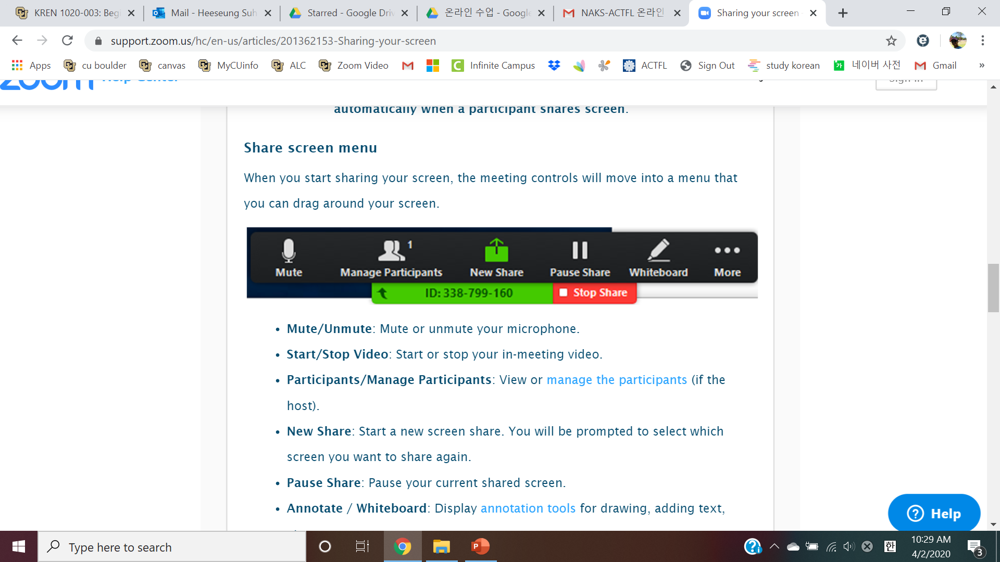 KREN 1020-003: Begi
Mail - Heeseung Suh
Starred - Google Driv
온라인 수업 - Google
NAKS-ACTFL 온라인
Sharing your screen
support.zoom.us/hc/en-us/articles/201362153-Sharing-your-screen
Apps
cu boulder
canvas
MyCUinfo
ALC
Zoom Video
Infinite Campus
ACTFL
Sign Out
study korean
네이버 사전
Gmail
»
zoom Help Center
Sign In
automatically when a participant shares screen.
Share screen menu
When you start sharing your screen, the meeting controls will move into a menu that
you can drag around your screen.
1
Mute
Manage Participants
New Share
Pause Share
Whiteboard
More
ID: 338-799-160
Stop Share
• Mute/Unmute: Mute or unmute your microphone.
• Start/Stop Video: Start or stop your in-meeting video.
• Participants/Manage Participants: View or manage the participants (if the
host).
• New Share: Start a new screen share. You will be prompted to select which
screen you want to share again.
• Pause Share: Pause your current shared screen.
• Annotate / Whiteboard: Display annotation tools for drawing, adding text,
Help
Type here to search
한
10:29 AM
4/2/2020
3